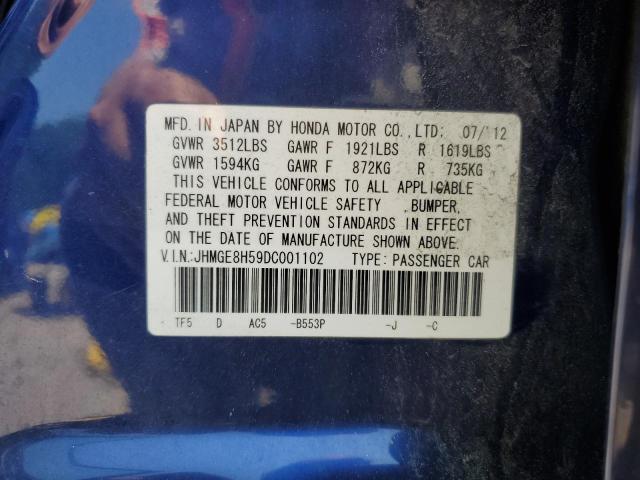 MFD. IN JAPAN BY HONDA MOTOR CO., LTD: 07/'12
GVWR 3512LBS GAWR F 1921LBS R 1619LBS
GVWR 1594KG GAWR F 872KG R 735KG
THIS VEHICLE CONFORMS TO ALL APPLICABLE
FEDERAL MOTOR VEHICLE SAFETY , BUMPER,
AND THEFT PREVENTION STANDARDS IN EFFECT
ON THE DATE OF MANUFACTURE SHOWN ABOVE.
V.I.N.:JHMGE8H59DC001102 TYPE: PASSENGER CAR
TF5 D AC5 -B553P -J -C